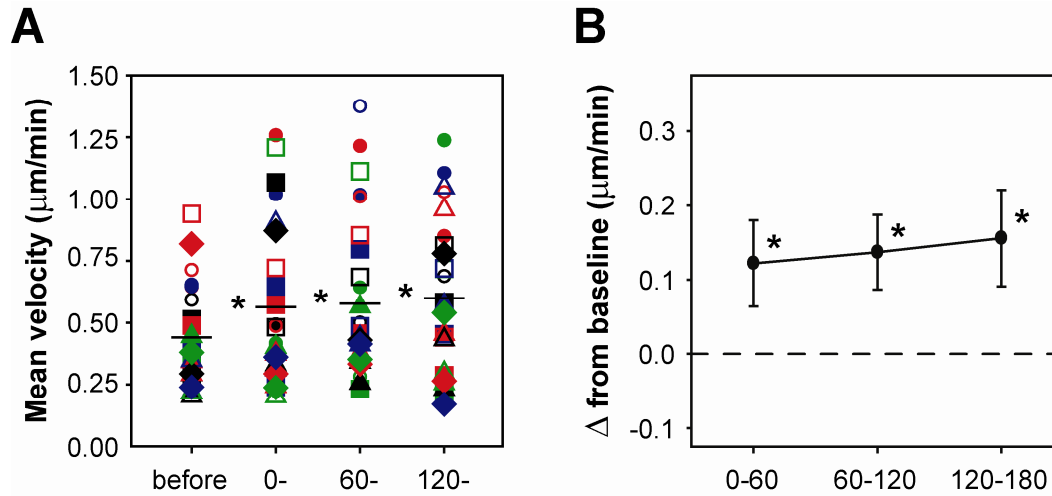 A
B
Mean velocity (μm/min)
1.50
1.25
1.00
0.75
0.50
0.25
0.00
* * *
before 0- 60- 120-
Δ from baseline (μm/min)
0.3
0.2
0.1
0.0
-0.1
* * *
0-60 60-120 120-180